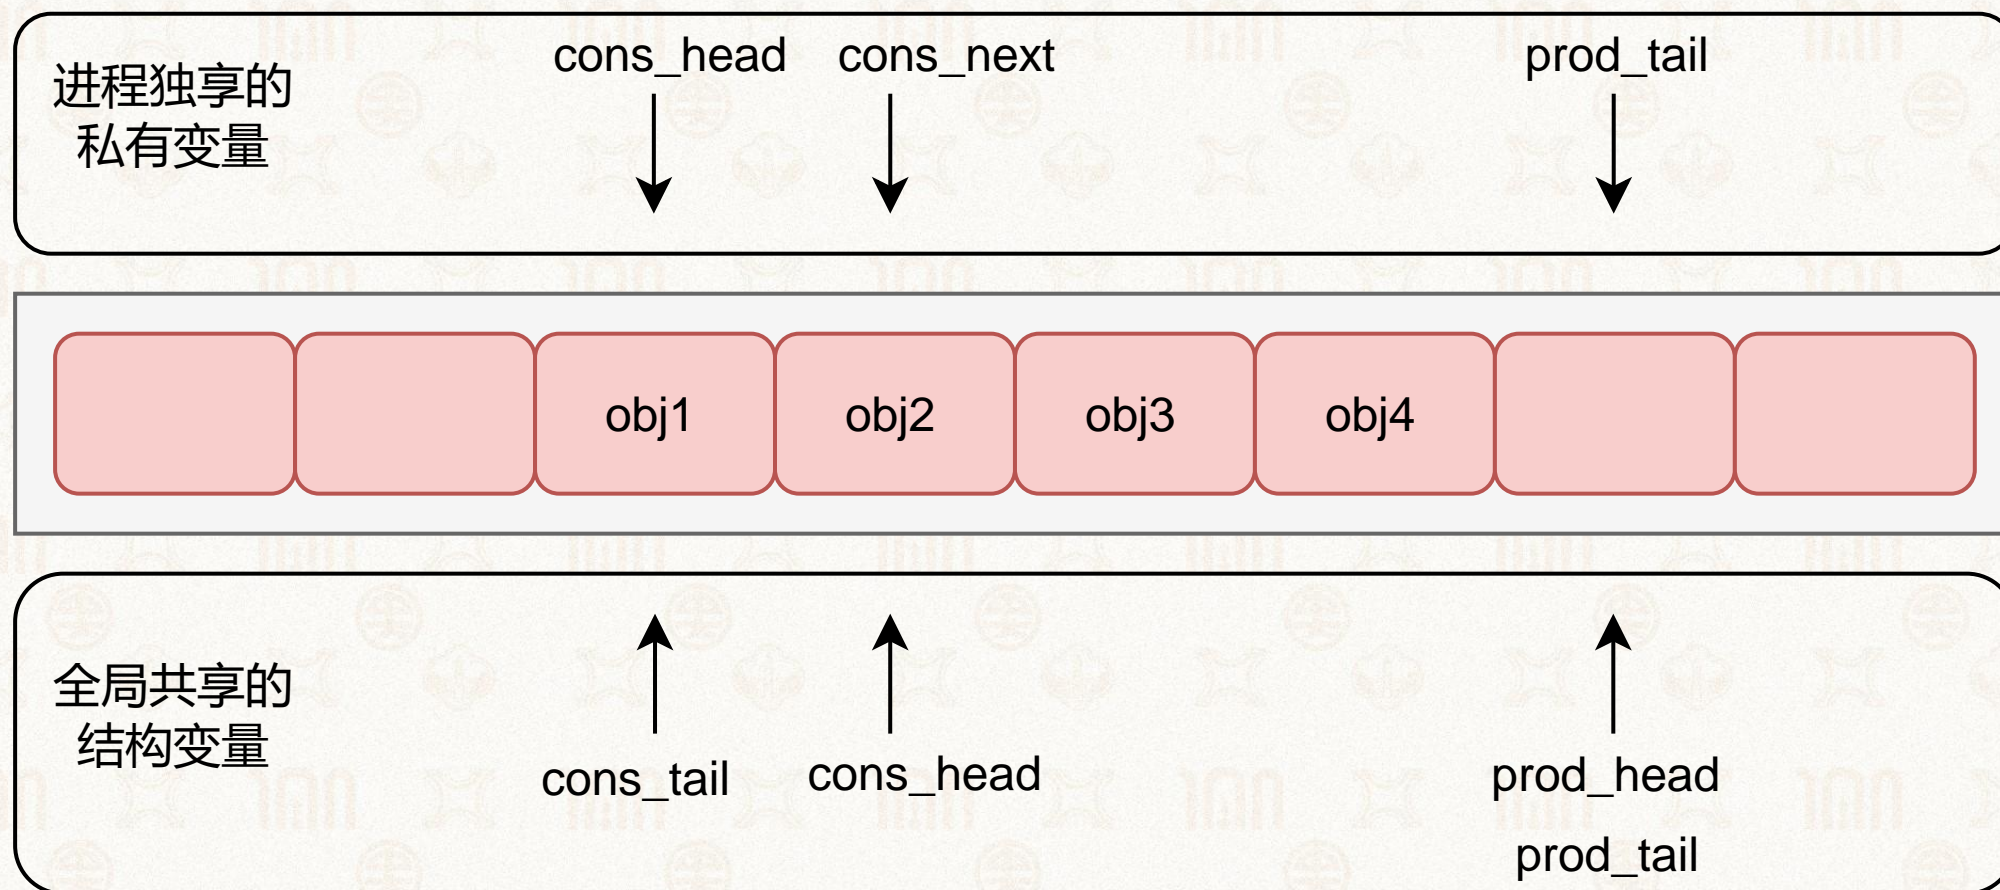 进程独享的
私有变量
cons_head
cons_next
prod_tail
obj1
obj2
obj3
obj4
全局共享的
结构变量
cons_tail
cons_head
prod_head
prod_tail